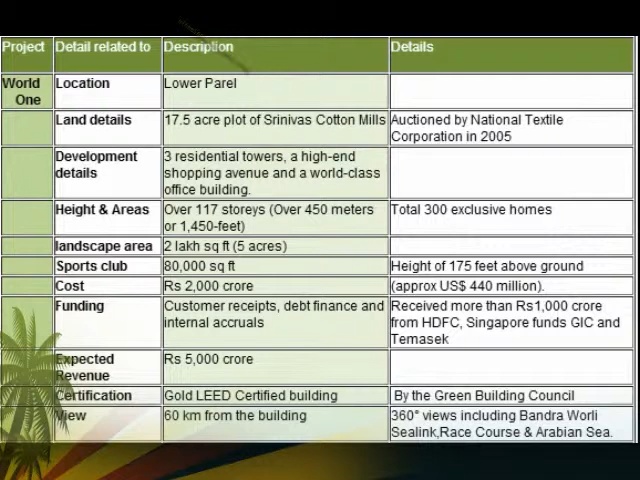 Project Detail related to Description Details
World One Location Lower Parel
Land details 17.5 acre plot of Srinivas Cotton Mills Auctioned by National Textile Corporation in 2005
Development details 3 residential towers, a high-end shopping avenue and a world-class office building.
Height & Areas Over 117 storeys (Over 450 meters or 1,450-feet) Total 300 exclusive homes
landscape area 2 lakh sq ft (5 acres)
Sports club 80,000 sq ft Height of 175 feet above ground
Cost Rs 2,000 crore (approx US$ 440 million).
Funding Customer receipts, debt finance and internal accruals Received more than Rs1,000 crore from HDFC, Singapore funds GIC and Temasek
Expected Revenue Rs 5,000 crore
Certification Gold LEED Certified building By the Green Building Council
View 60 km from the building 360° views including Bandra Worli Sealink,Race Course & Arabian Sea.